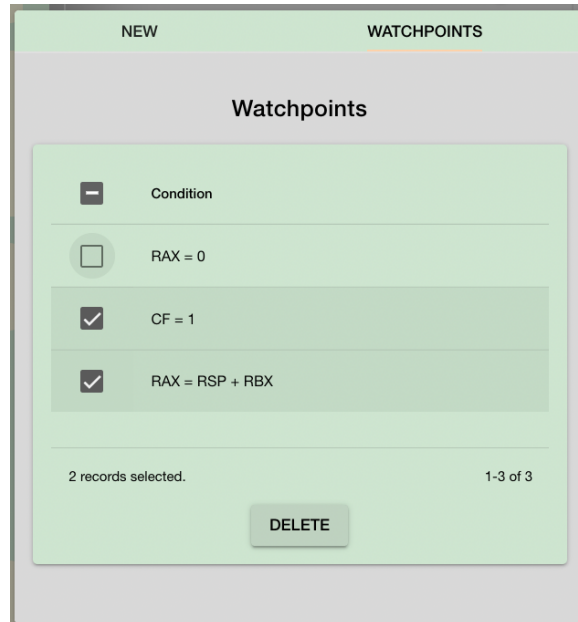 NEW WATCHPOINTS
Watchpoints
Condition
RAX = 0
CF = 1
RAX = RSP + RBX
2 records selected. 1-3 of 3
DELETE